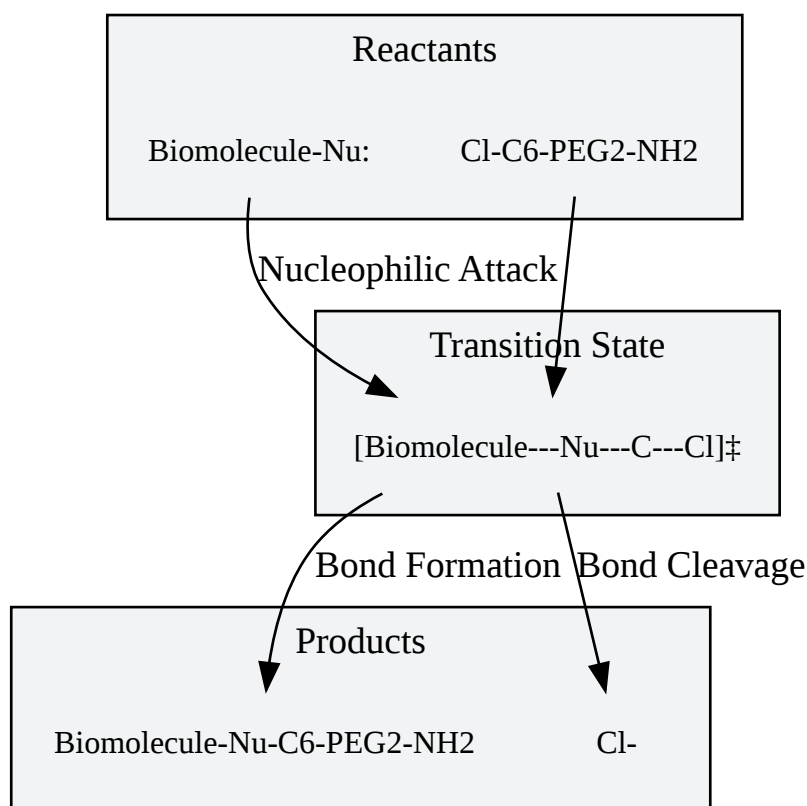 Reactants
Biomolecule-Nu: Cl-C6-PEG2-NH2
Nucleophilic Attack
Transition State
[Biomolecule---Nu---C---Cl]‡
Bond Formation Bond Cleavage
Products
Biomolecule-Nu-C6-PEG2-NH2 Cl-